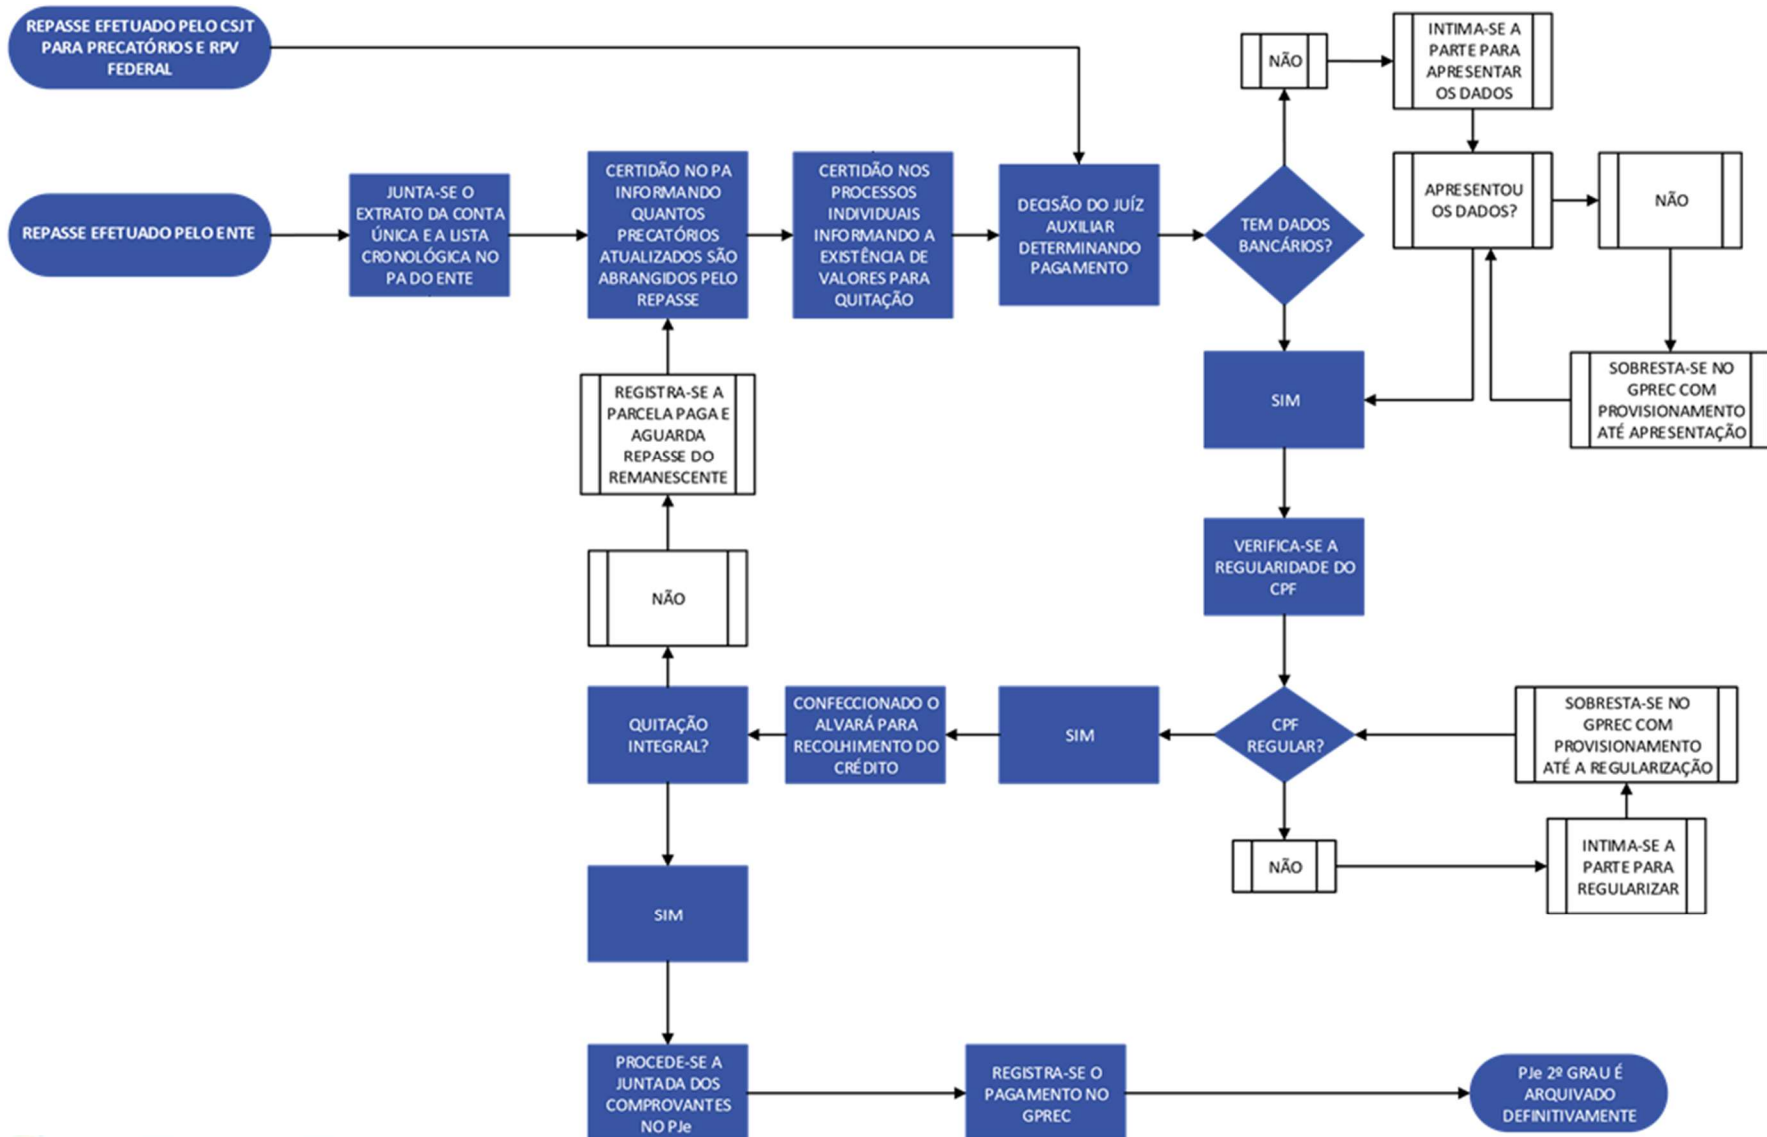 REPASSE EFETUADO PELO CSJT
PARA PRECATÓRIOS E RPV
FEDERAL
NÃO
INTIMA-SE A
PARTE PARA
APRESENTAR
OS DADOS
REPASSE EFETUADO PELO ENTE
JUNTA-SE O
EXTRATO DA CONTA
ÚNICA E A LISTA
CRONOLÓGICA NO
PA DO ENTE
CERTIDÃO NO PA
INFORMANDO
QUANTOS
PRECATÓRIOS
ATUALIZADOS SÃO
ABRANGIDOS PELO
REPASSE
CERTIDÃO NOS
PROCESSOS
INDIVIDUAIS
INFORMANDO A
EXISTÊNCIA DE
VALORES PARA
QUITAÇÃO
DECISÃO DO JUÍZ
AUXILIAR
DETERMINANDO
PAGAMENTO
TEM DADOS
BANCÁRIOS?
APRESENTOU
OS DADOS?
NÃO
REGISTRA-SE A
PARCELA PAGA E
AGUARDA
REPASSE DO
REMANESCENTE
SIM
SOBRESTA-SE NO
GPREC COM
PROVISIONAMENTO
ATÉ APRESENTAÇÃO
NÃO
VERIFICA-SE A
REGULARIDADE DO
CPF
QUITAÇÃO
INTEGRAL?
CONFECCIONADO O
ALVARÁ PARA
RECOLHIMENTO DO
CRÉDITO
SIM
CPF
REGULAR?
SOBRESTA-SE NO
GPREC COM
PROVISIONAMENTO
ATÉ A REGULARIZAÇÃO
NÃO
INTIMA-SE A
PARTE PARA
REGULARIZAR
SIM
PROCEDE-SE A
JUNTADA DOS
COMPROVANTES
NO PJe
REGISTRA-SE O
PAGAMENTO NO
GPREC
PJe 2º GRAU É
ARQUIVADO
DEFINITIVAMENTE